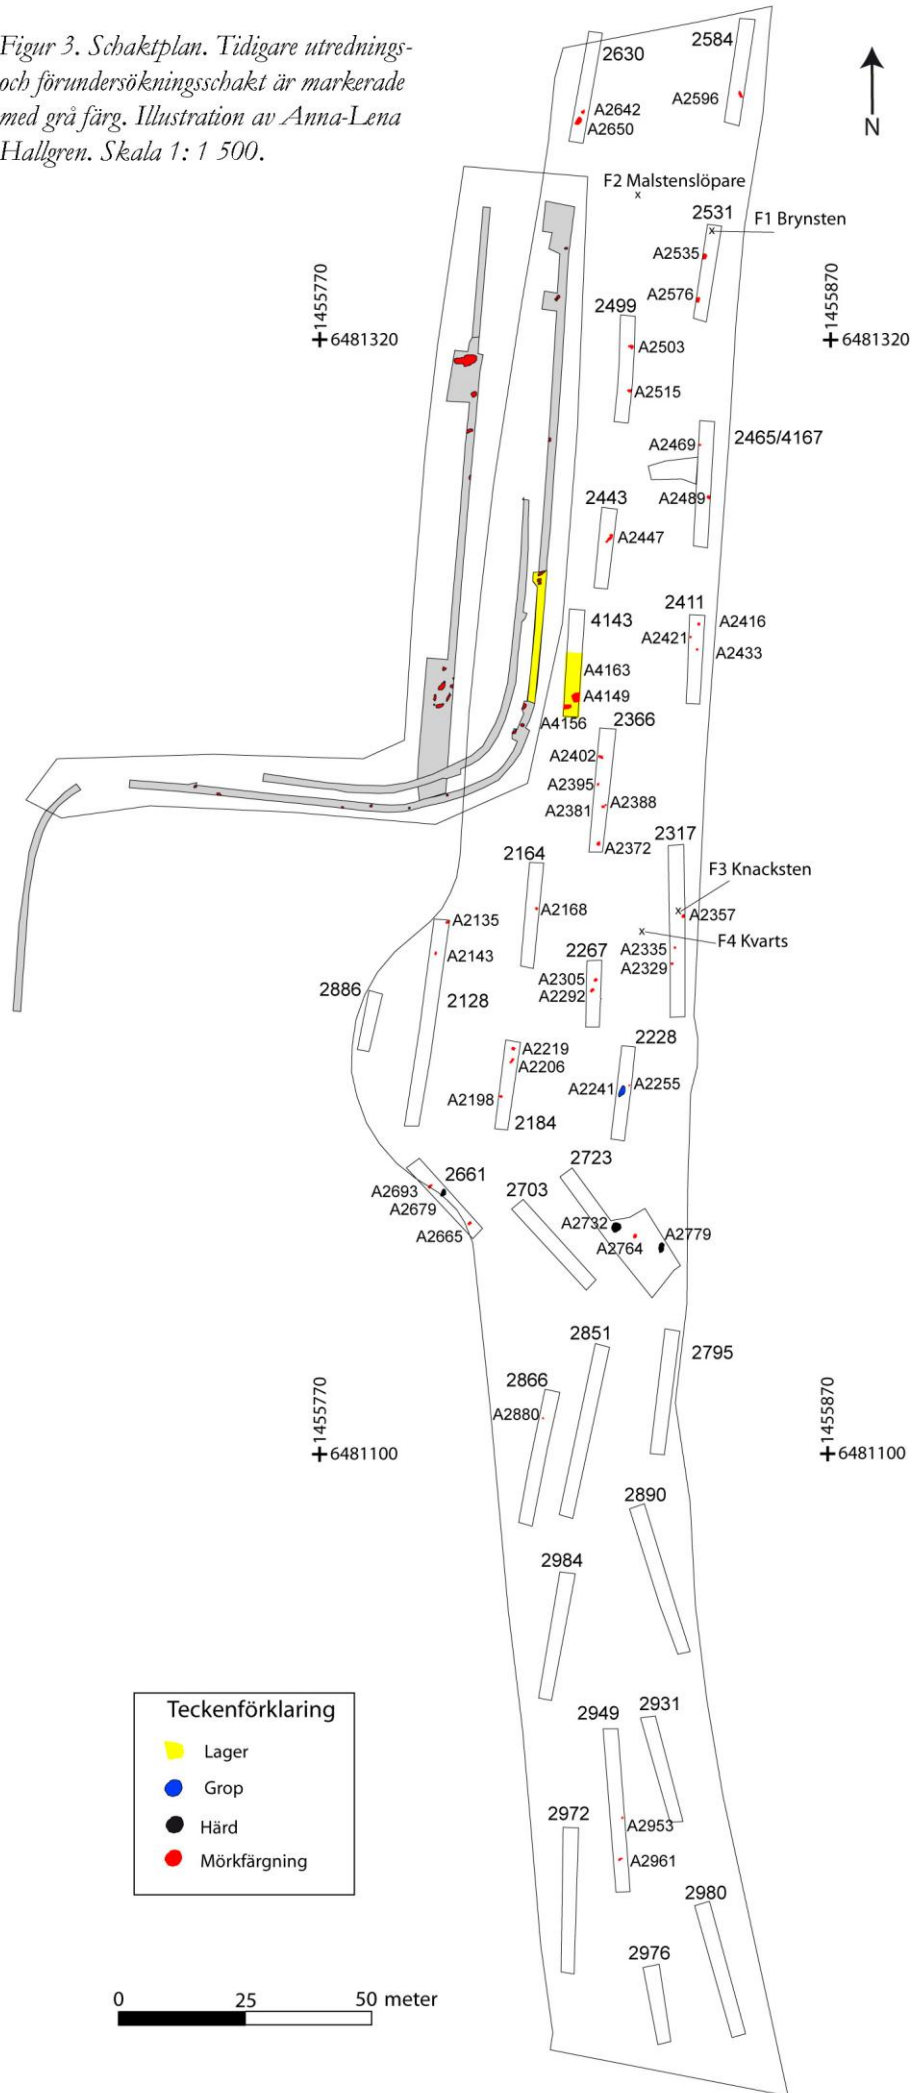 Figur 3. Schaktplan. Tidigare utrednings-
och förundersökningsschakt är markerade
med grå färg. Illustration av Anna-Lena
Hallgren. Skala 1: 1 500.
2630
2584
A2642
A2650
A2596
N
F2 Malstenslöpare
x
2531
x
F1 Brynsten
A2535
A2576
1455770
6481320
1455870
6481320
2499
A2503
A2515
A2469
2465/4167
A2489
2443
A2447
4143
2411
A2416
A2421
A2433
A4163
A4149
A4156
2366
A2402
A2395
A2381
A2388
A2372
2317
2164
F3 Knacksten
x
A2357
A2168
A2135
x
F4 Kvarts
A2335
A2329
A2143
2267
A2305
A2292
2886
2128
2228
A2219
A2206
A2241
A2255
A2198
2184
2661
2723
A2693
A2679
2703
A2665
A2732
A2764
A2779
2851
2795
2866
A2880
1455770
6481100
1455870
6481100
2890
2984
2949
2931
Teckenförklaring
Lager
Grop
Härd
Mörkfärgning
2972
A2953
A2961
2980
2976
0 25 50 meter